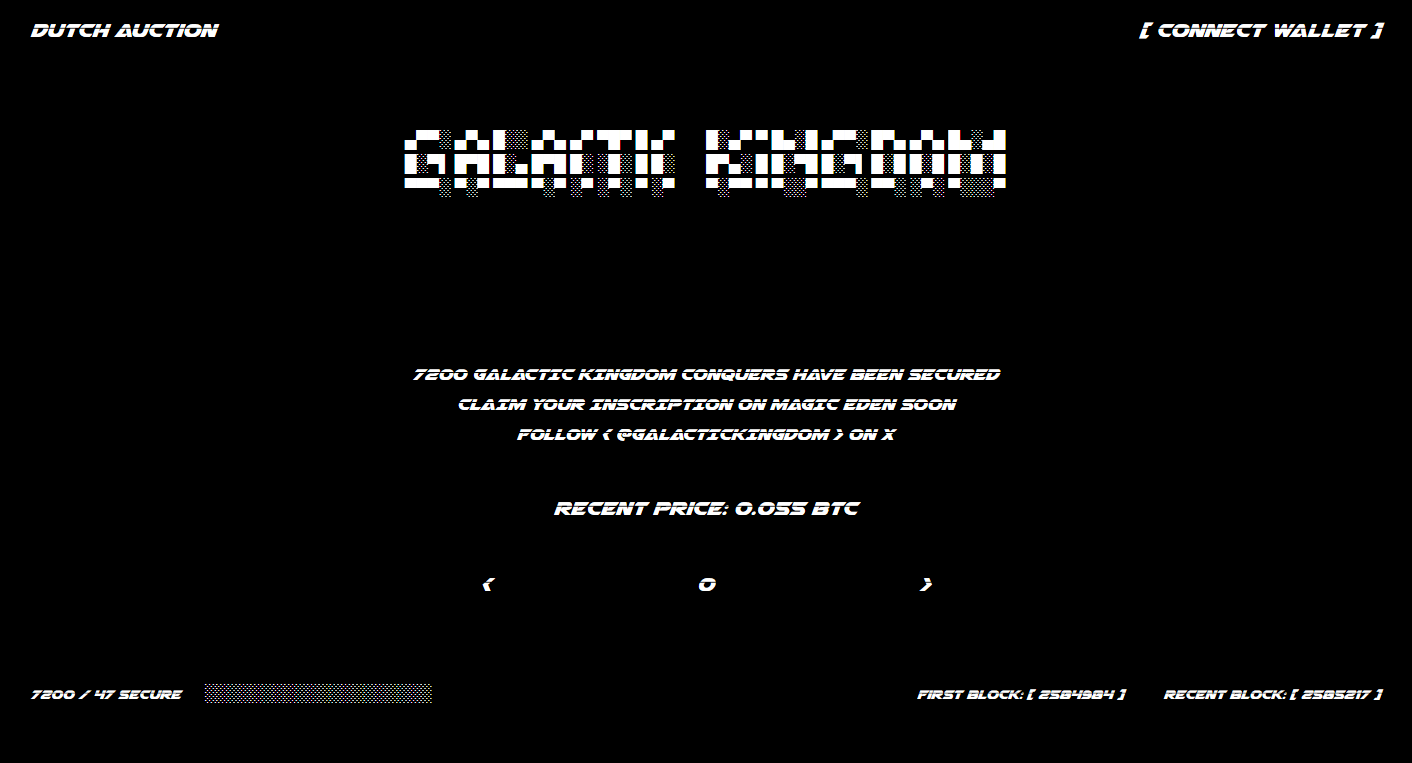 DUTCH AUCTION
[ CONNECT WALLET ]
GALACTIC KINGDOM
7200 GALACTIC KINGDOM CONQUERS HAVE BEEN SECURED
CLAIM YOUR INSCRIPTION ON MAGIC EDEN SOON
FOLLOW < @GALACTICKINGDOM > ON X
RECENT PRICE: 0.055 BTC
< 0 >
7200 / 47 SECURE
FIRST BLOCK: [ 2584984 ]
RECENT BLOCK: [ 2585217 ]